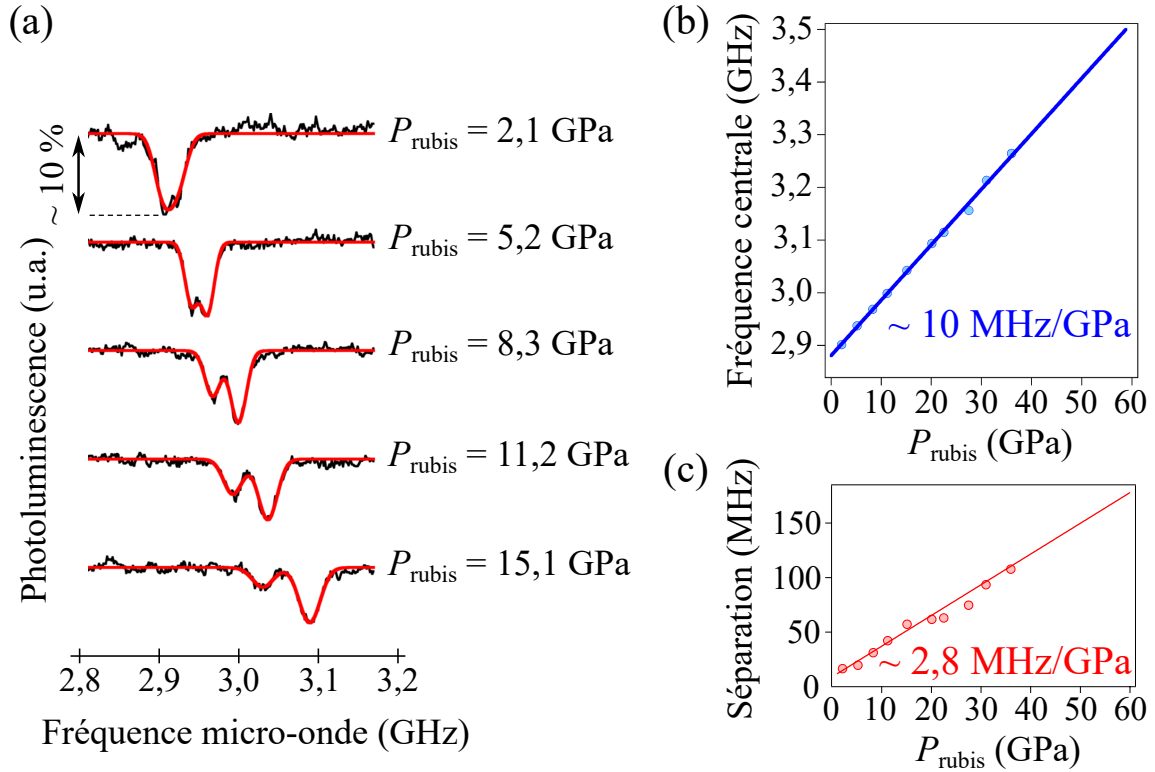 (a)
~ 10 %
Photoluminescence (u.a.)
P_rubis = 2,1 GPa
P_rubis = 5,2 GPa
P_rubis = 8,3 GPa
P_rubis = 11,2 GPa
P_rubis = 15,1 GPa
2,8 2,9 3,0 3,1 3,2
Fréquence micro-onde (GHz)
(b)
Fréquence centrale (GHz)
3,5
3,4
3,3
3,2
3,1
3,0
2,9
~ 10 MHz/GPa
0 10 20 30 40 50 60
P_rubis (GPa)
(c)
Séparation (MHz)
150
100
50
0
~ 2,8 MHz/GPa
0 10 20 30 40 50 60
P_rubis (GPa)